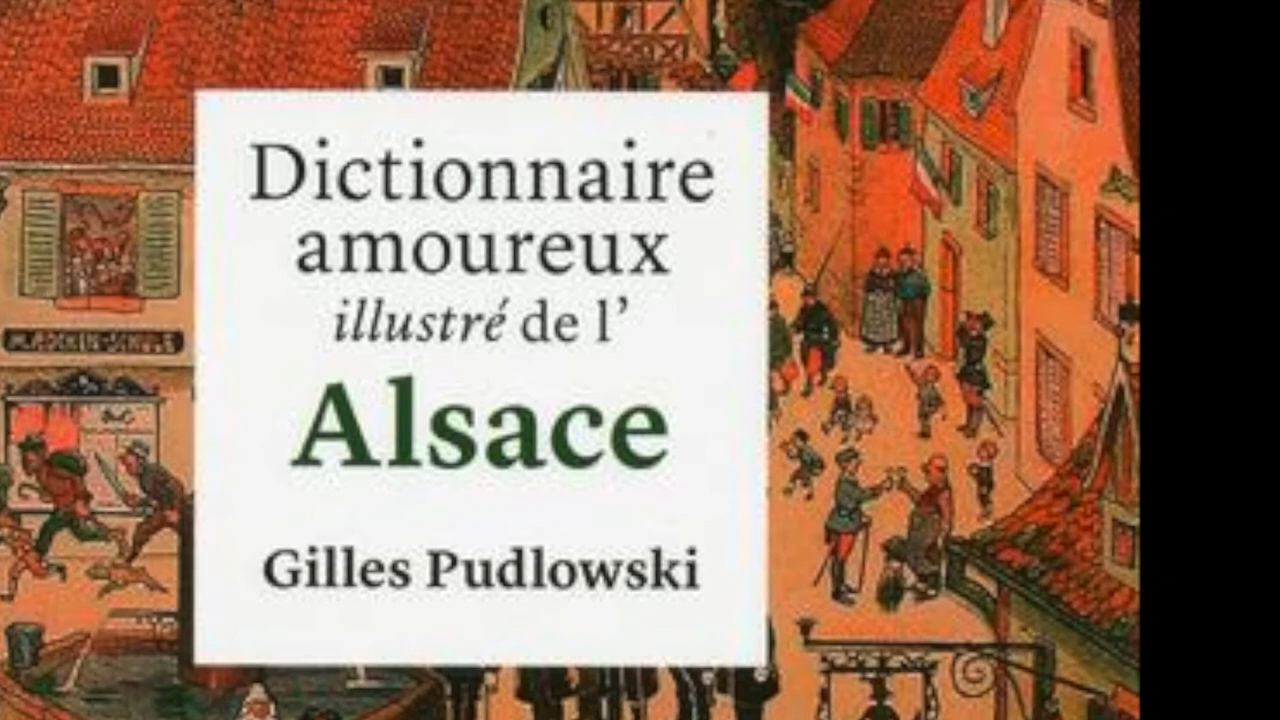 Dictionnaire
amoureux
illustré de l’
Alsace
Gilles Pudlowski